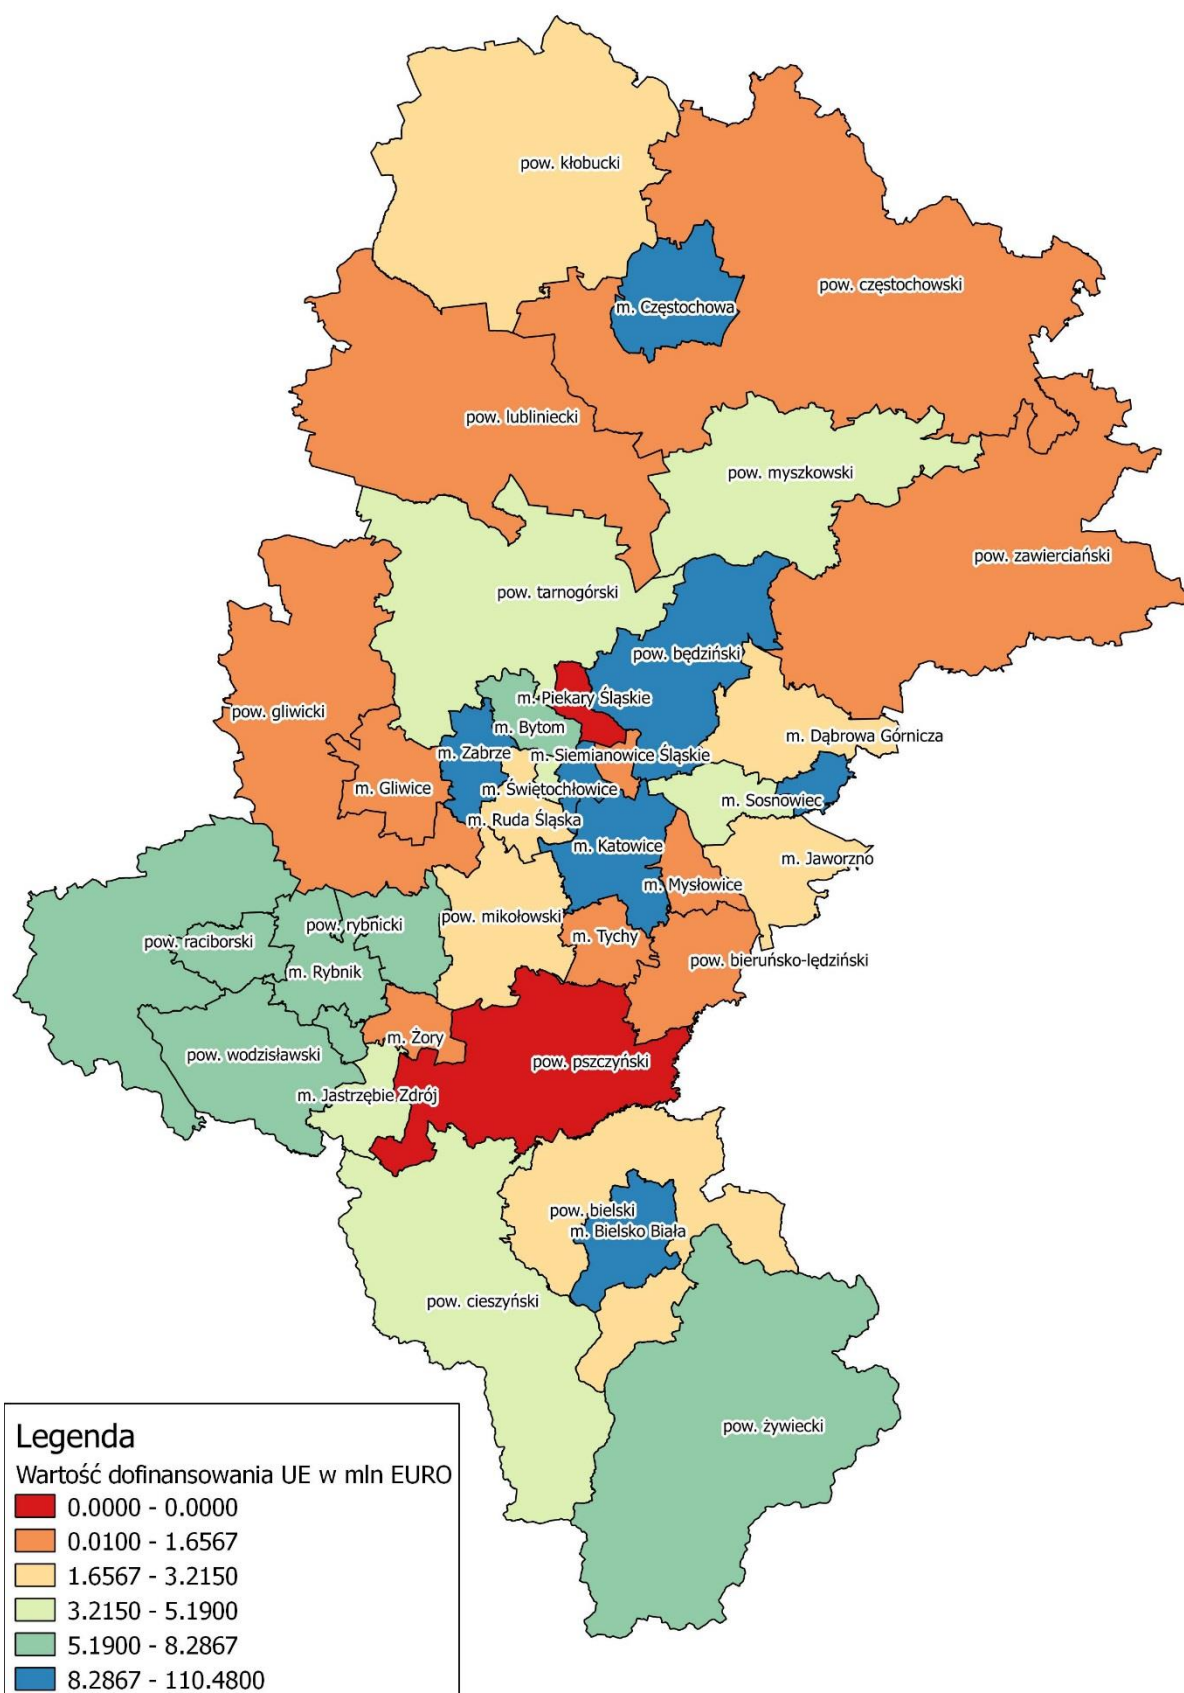 pow. kłobucki
pow. częstochowski
m. Częstochowa
pow. lubliniecki
pow. myszkowski
pow. zawierciański
pow. tarnogórski
pow. będziński
m. Piekary Śląskie
pow. gliwicki
m. Bytom
m. Dąbrowa Górnicza
m. Zabrze
m. Siemianowice Śląskie
m. Gliwice
m. Świętochłowice
m. Sosnowiec
m. Ruda Śląska
m. Katowice
m. Jaworzno
m. Mysłowice
pow. mikołowski
pow. rybnicki
m. Tychy
pow. raciborski
pow. bieruńsko-lędziński
m. Rybnik
m. Żory
pow. wodzisławski
pow. pszczyński
m. Jastrzębie Zdrój
pow. bielski
m. Bielsko Biała
pow. cieszyński
pow. żywiecki
Legenda
Wartość dofinansowania UE w mln EURO
0.0000 - 0.0000
0.0100 - 1.6567
1.6567 - 3.2150
3.2150 - 5.1900
5.1900 - 8.2867
8.2867 - 110.4800